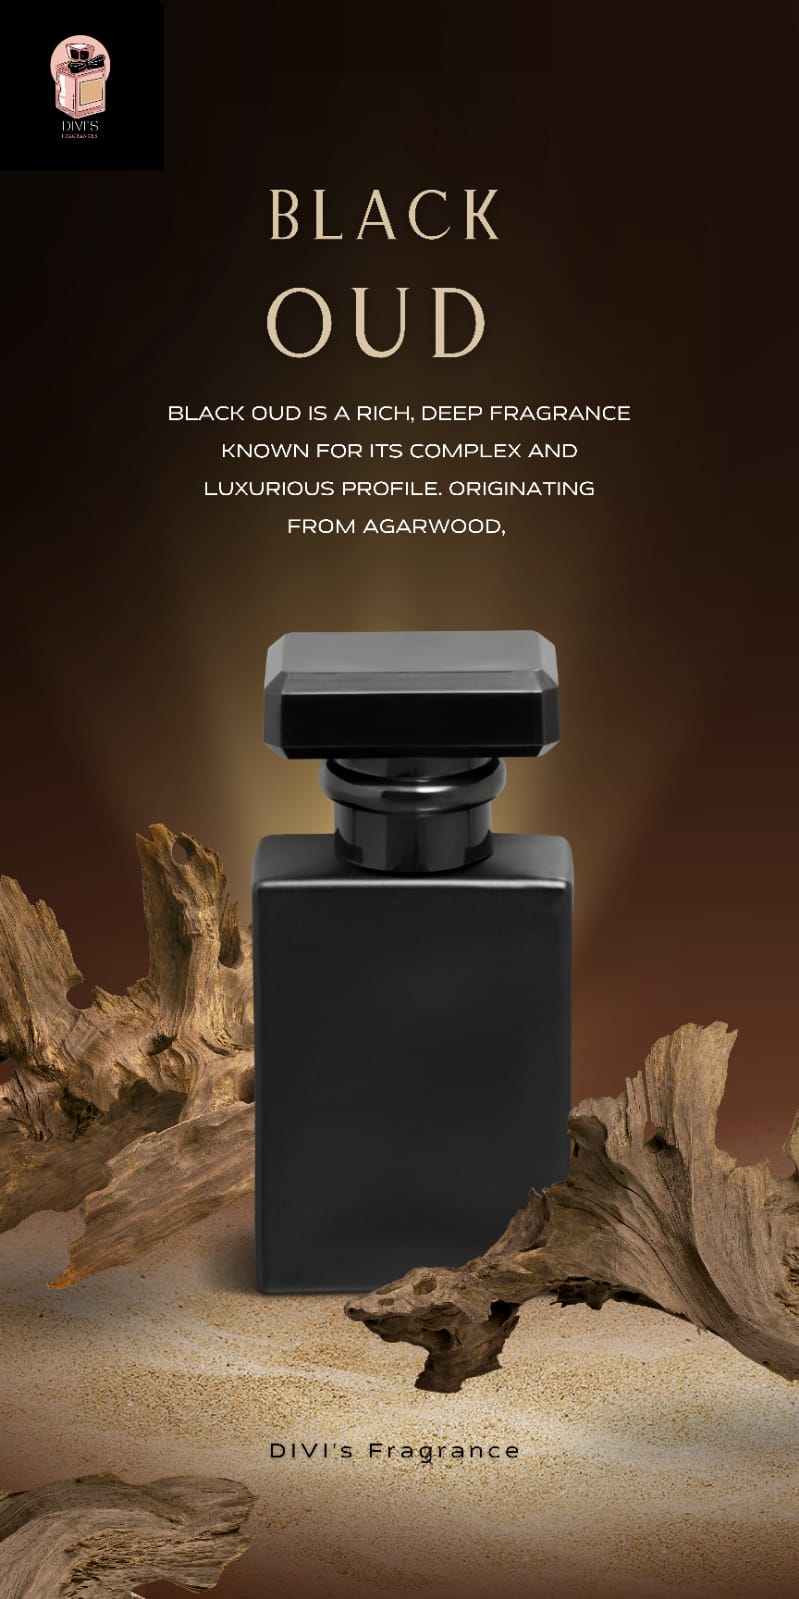 DIVI'S
FRAGRANCES
BLACK
OUD
BLACK OUD IS A RICH, DEEP FRAGRANCE
KNOWN FOR ITS COMPLEX AND
LUXURIOUS PROFILE. ORIGINATING
FROM AGARWOOD,
DIVI's Fragrance